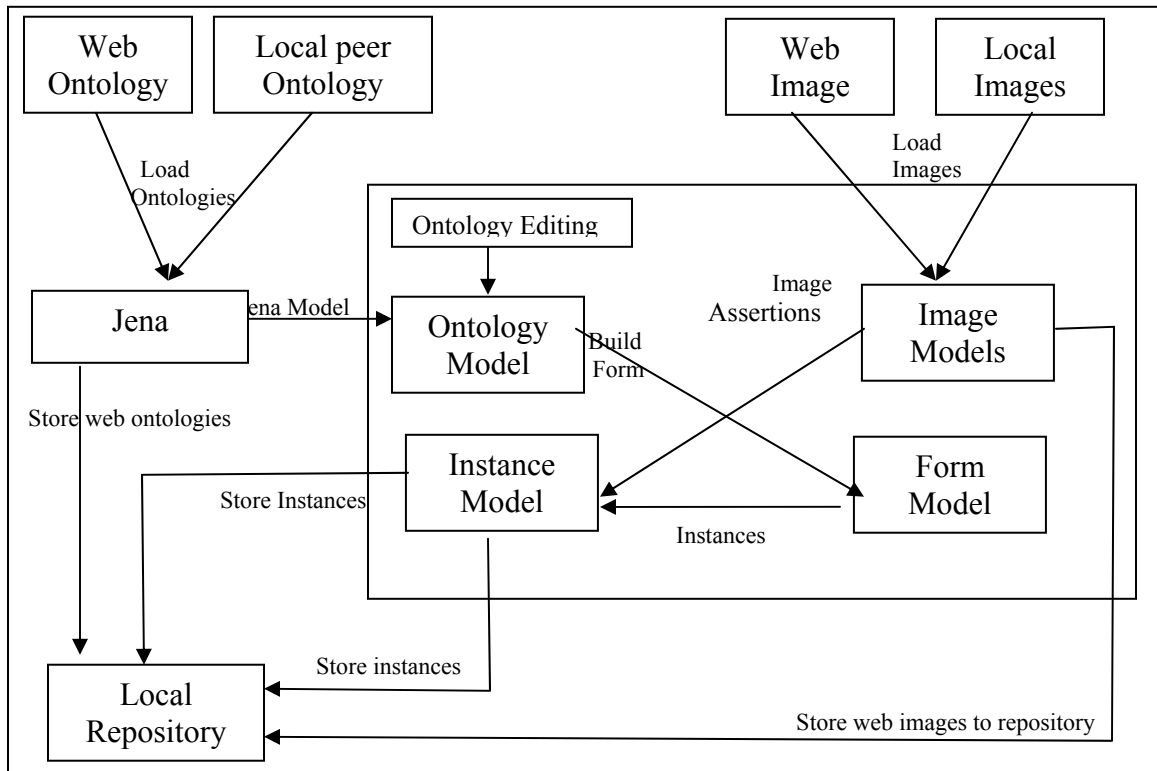 Web
Ontology
Local peer
Ontology
Web
Image
Local
Images
Load
Ontologies
Load
Images
Ontology Editing
Jena
ena Model
Ontology
Model
Build
Form
Image
Assertions
Image
Models
Store web ontologies
Instance
Model
Form
Model
Store Instances
Instances
Store instances
Local
Repository
Store web images to repository